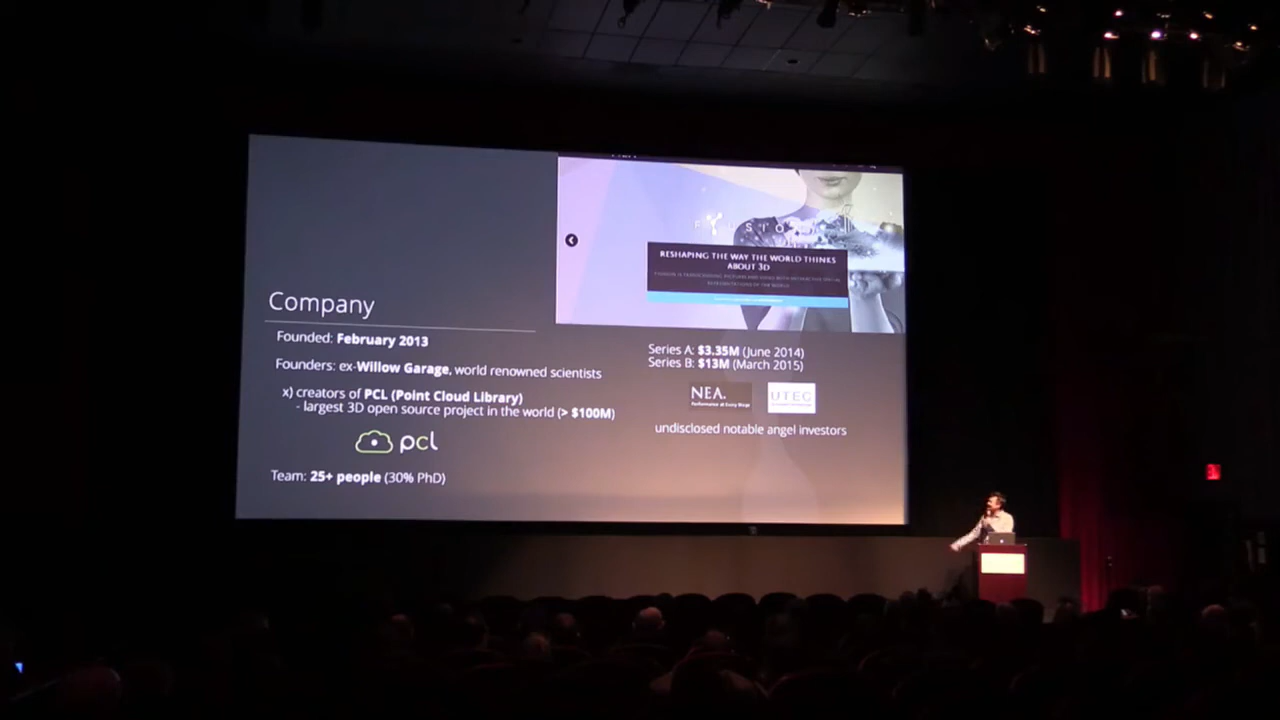 RESHAPING THE WAY THE WORLD THINKS
ABOUT 3D
Company
Founded: February 2013
Founders: ex-Willow Garage, world renowned scientists
x) creators of PCL (Point Cloud Library)
- largest 3D open source project in the world (> $100M)
pcl
Team: 25+ people (30% PhD)
Series A: $3.35M (June 2014)
Series B: $13M (March 2015)
NEA.
UTEC
undisclosed notable angel investors